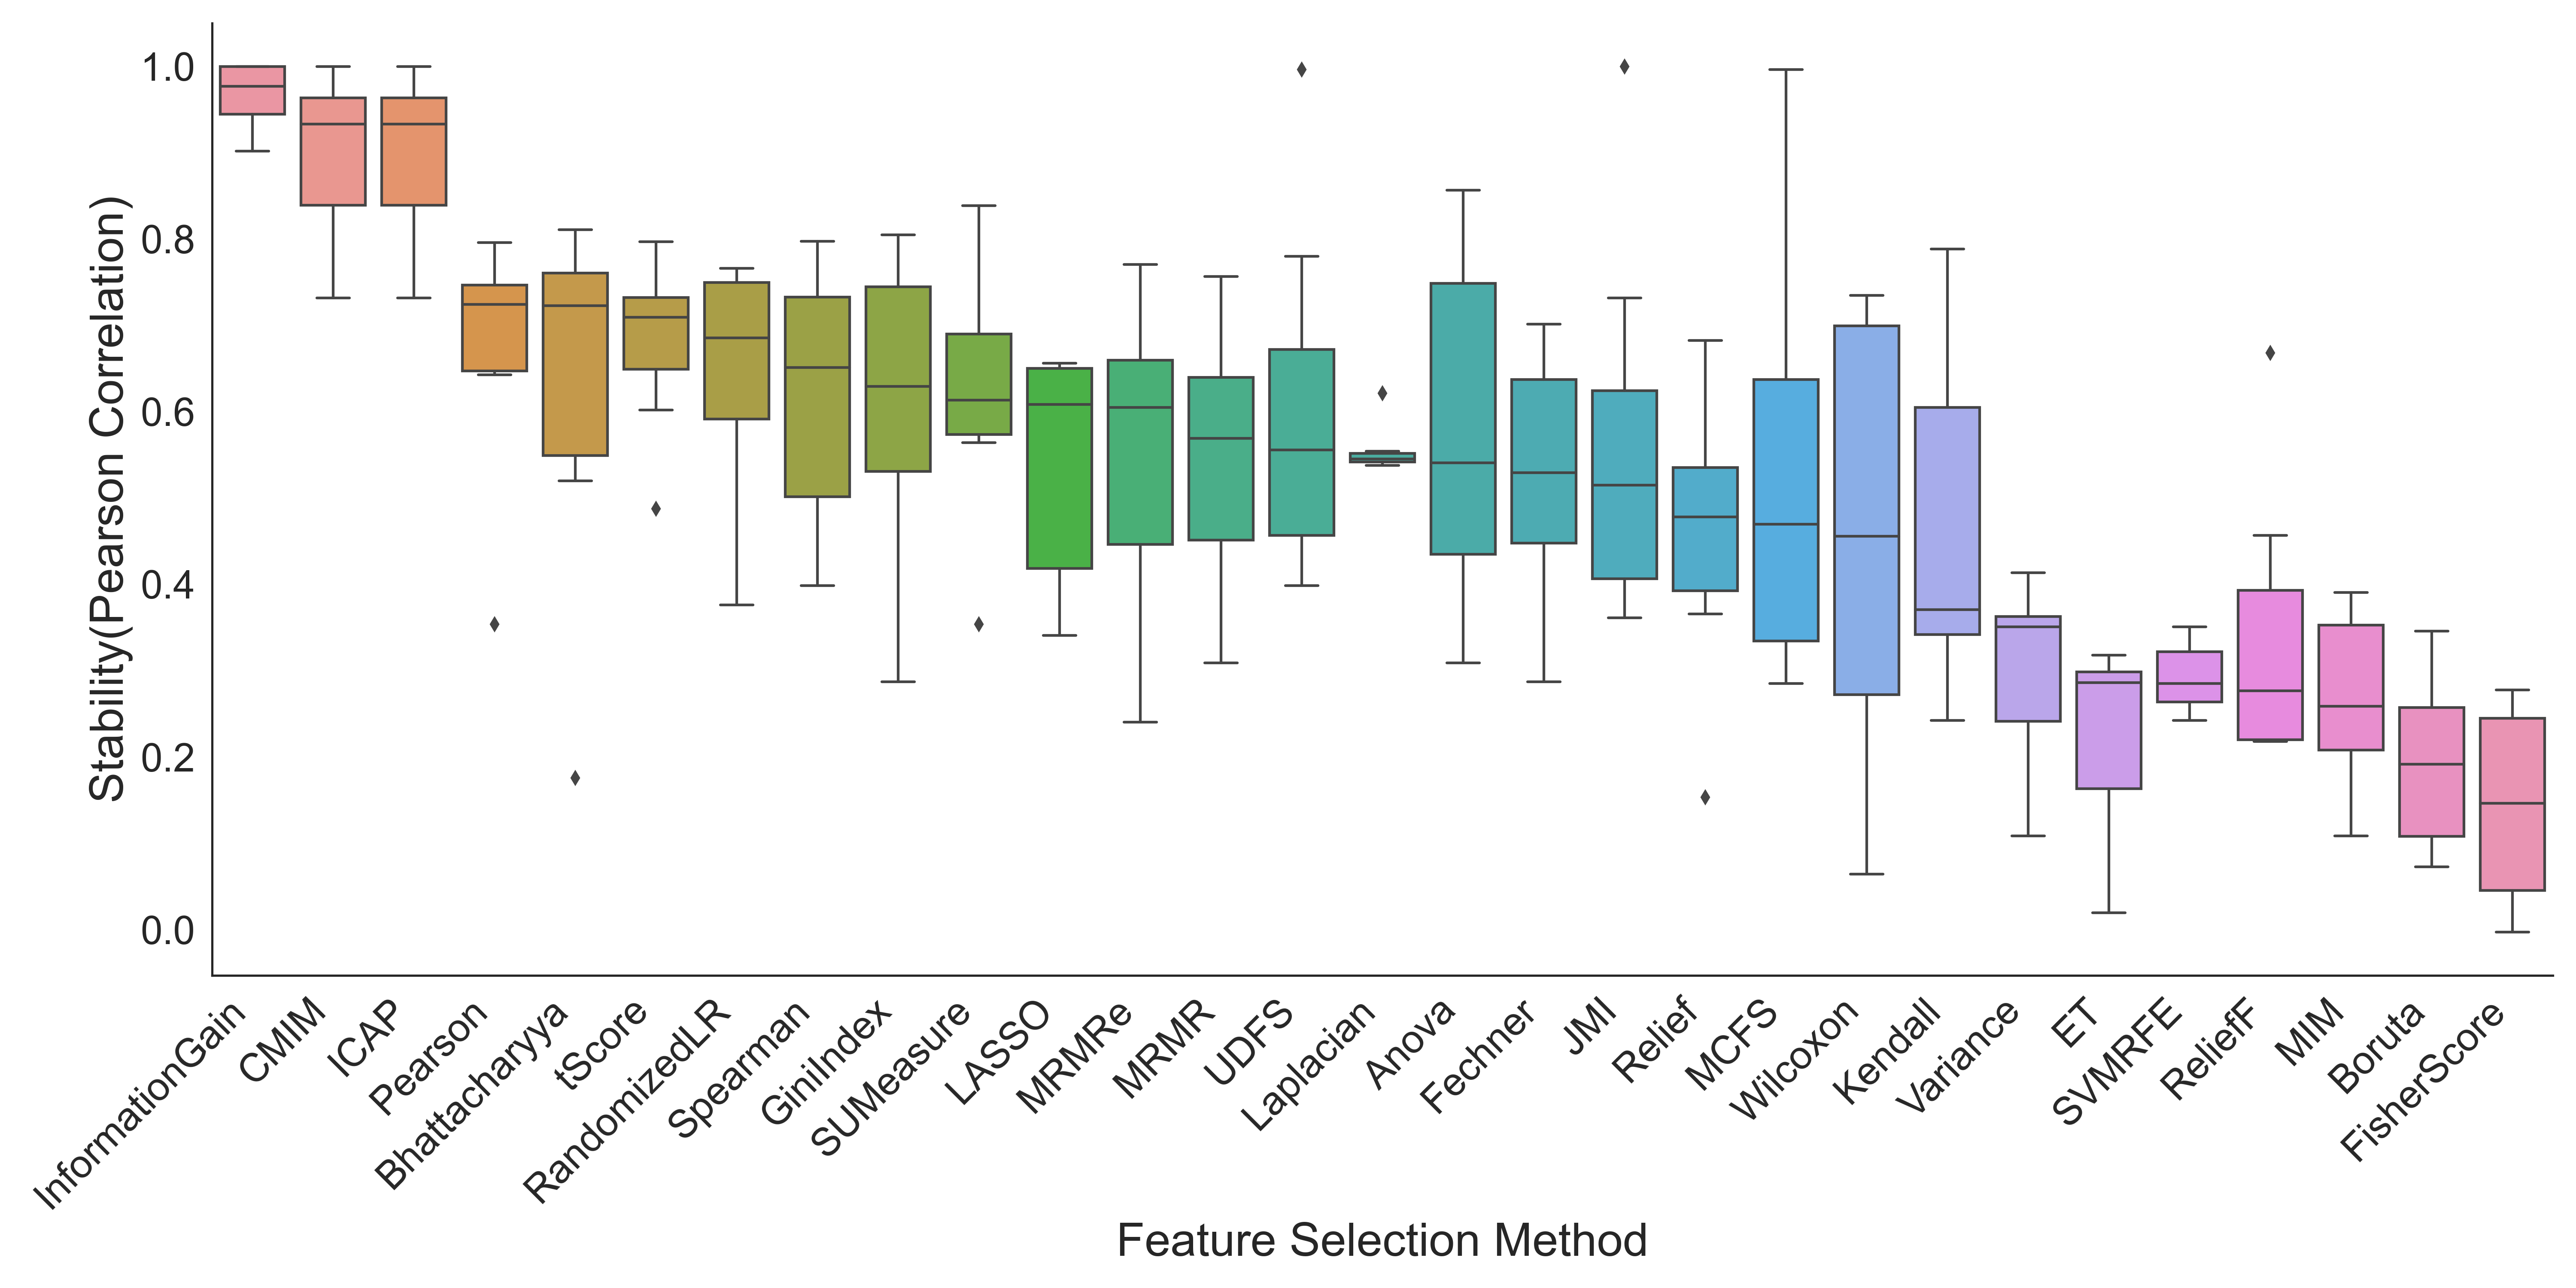 Stability(Pearson Correlation)
1.0
0.8
0.6
0.4
0.2
0.0
InformationGain
CMIM
ICAP
Pearson
Bhattacharyya
tScore
RandomizedLR
Spearman
GiniIndex
SUMeasure
LASSO
MRMRe
MRMR
UDFS
Laplacian
Anova
Fechner
JMI
Relief
MCFS
Wilcoxon
Kendall
Variance
ET
SVMRFE
ReliefF
MIM
Boruta
FisherScore
Feature Selection Method